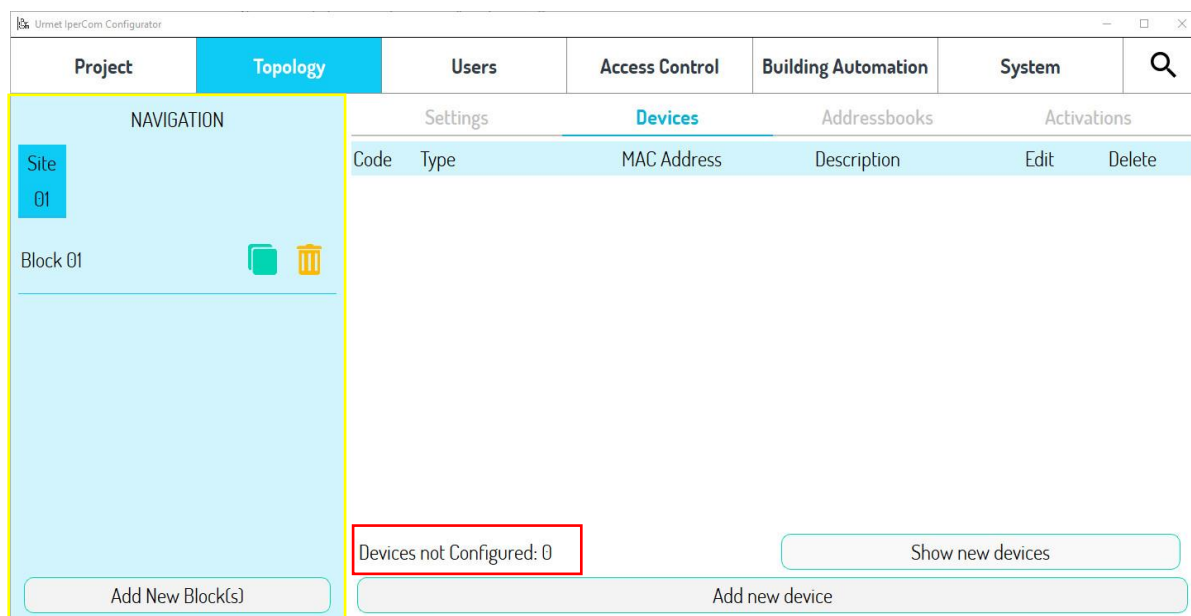 Urmet IperCom Configurator
Project Topology Users Access Control Building Automation System
NAVIGATION
Settings Devices Addressbooks Activations
Site
01
Code Type MAC Address Description Edit Delete
Block 01
Devices not Configured: 0
Show new devices
Add New Block(s)
Add new device